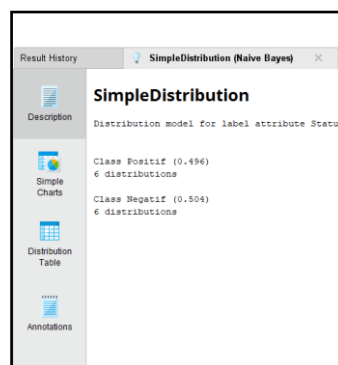 Result History
SimpleDistribution (Naive Bayes)
Description
Simple
Charts
Distribution
Table
Annotations
SimpleDistribution
Distribution model for label attribute Statu
Class Positif (0.496)
6 distributions
Class Negatif (0.504)
6 distributions